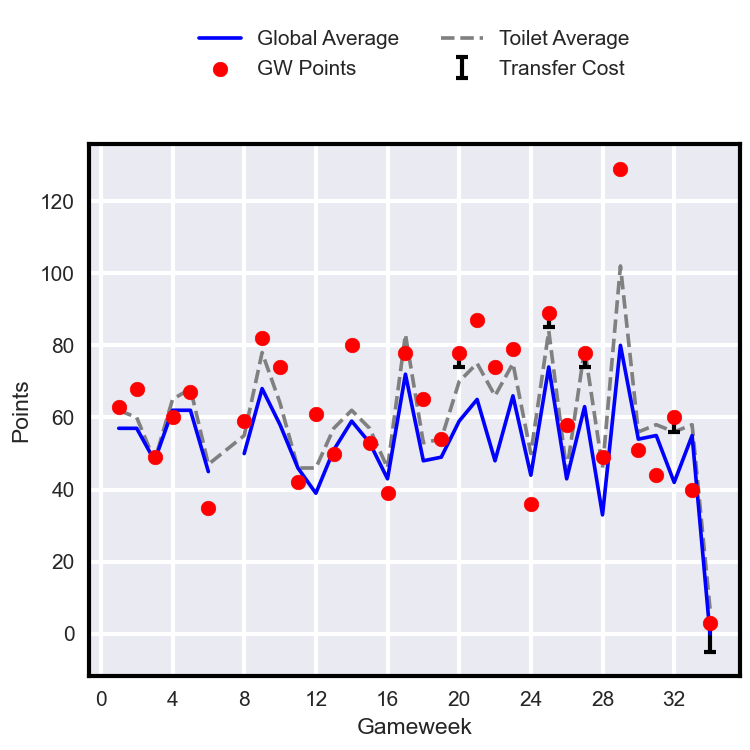 Global Average
Toilet Average
GW Points
Transfer Cost
120
100
80
60
40
20
0
Points
0 4 8 12 16 20 24 28 32
Gameweek